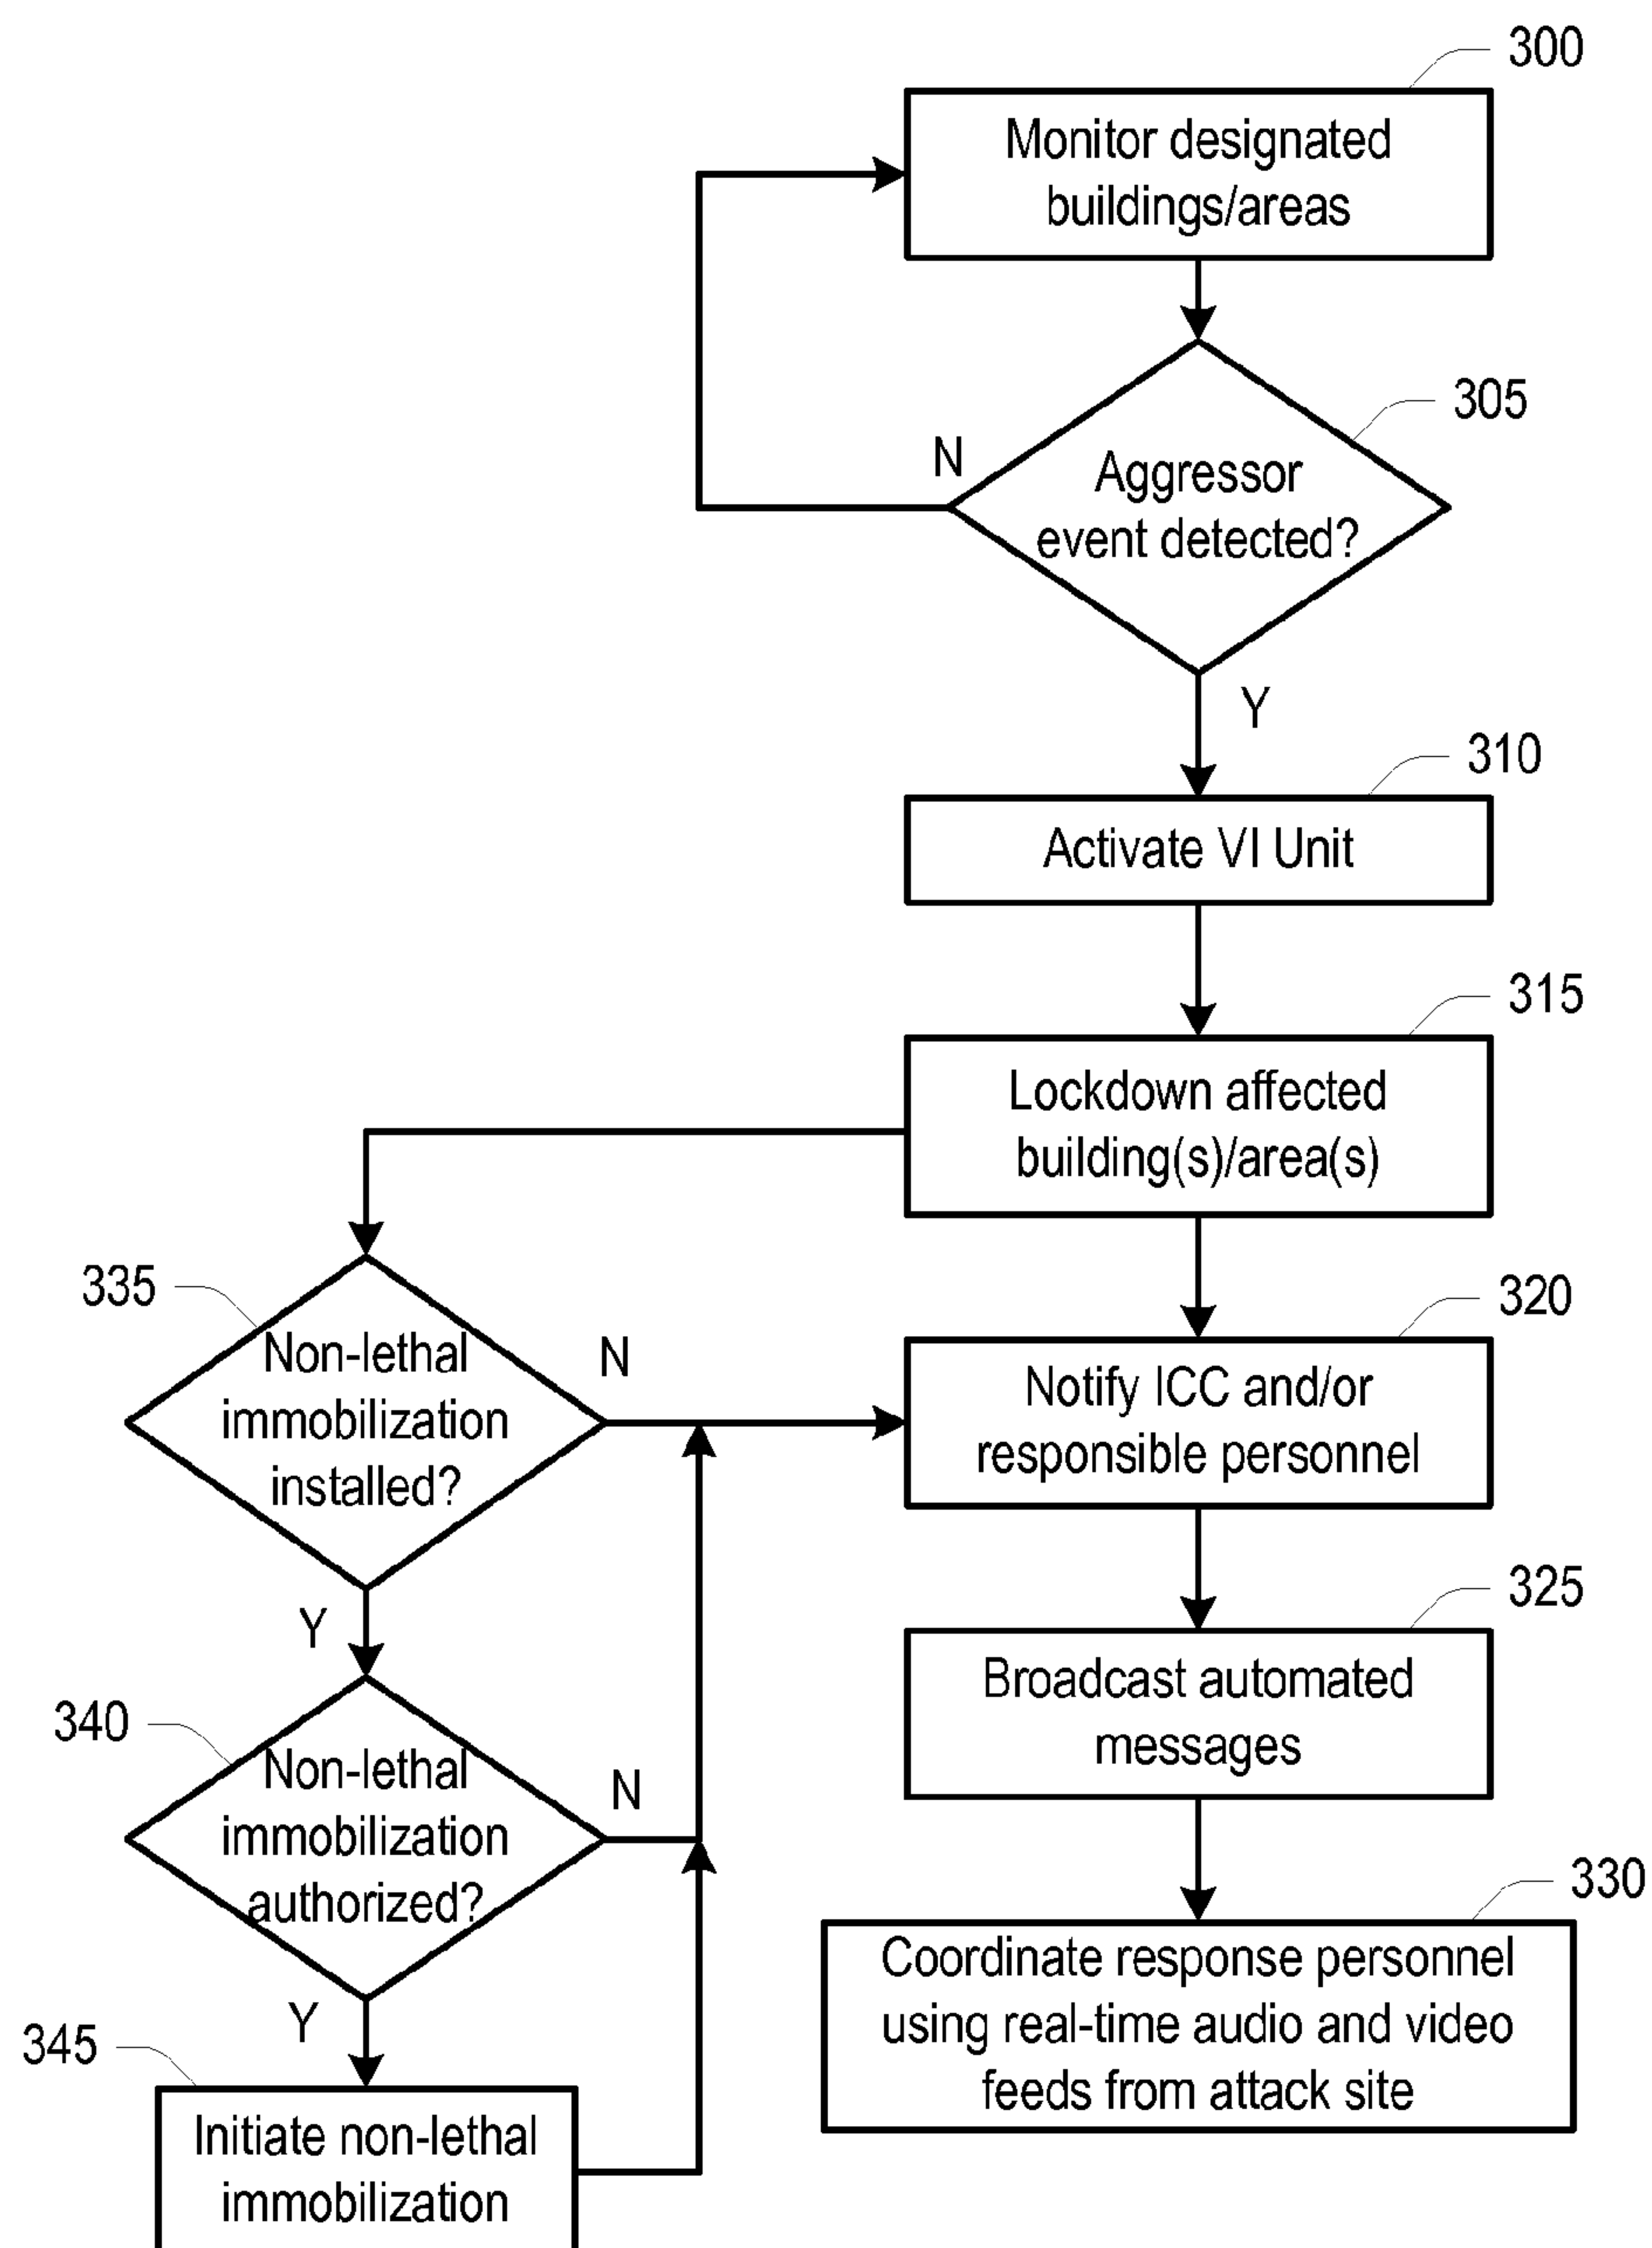 300
Monitor designated
buildings/areas
305
N
Aggressor
event detected?
Y
310
Activate VI Unit
315
Lockdown affected
building(s)/area(s)
335
Non-lethal
immobilization
installed?
N
Y
320
Notify ICC and/or
responsible personnel
325
Broadcast automated
messages
340
Non-lethal
immobilization
authorized?
N
Y
330
Coordinate response personnel
using real-time audio and video
feeds from attack site
345
Initiate non-lethal
immobilization